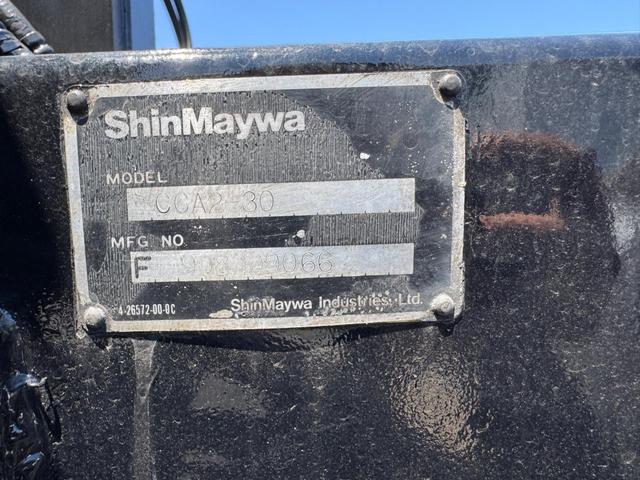 ShinMaywa
MODEL
CCA2-30
MFG NO
F
4-26572-00-0C
ShinMaywa Industries, Ltd.